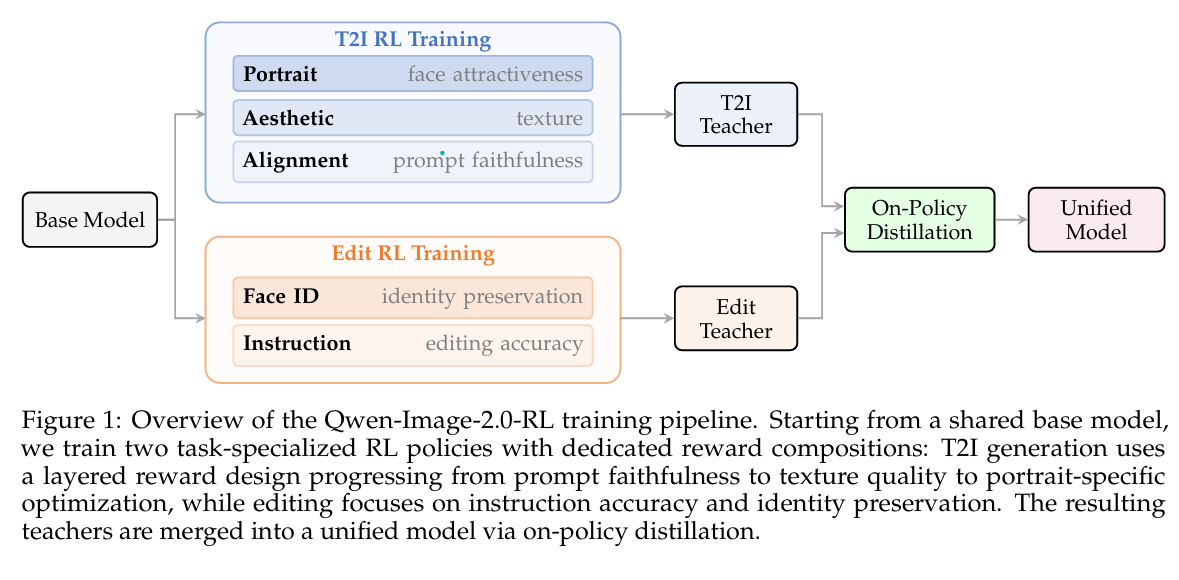 T2I RL Training
Portrait face attractiveness
Aesthetic texture
Alignment prompt faithfulness
Base Model
Edit RL Training
Face ID identity preservation
Instruction editing accuracy
T2I
Teacher
Edit
Teacher
On-Policy
Distillation
Unified
Model
Figure 1: Overview of the Qwen-Image-2.0-RL training pipeline. Starting from a shared base model,
we train two task-specialized RL policies with dedicated reward compositions: T2I generation uses
a layered reward design progressing from prompt faithfulness to texture quality to portrait-specific
optimization, while editing focuses on instruction accuracy and identity preservation. The resulting
teachers are merged into a unified model via on-policy distillation.